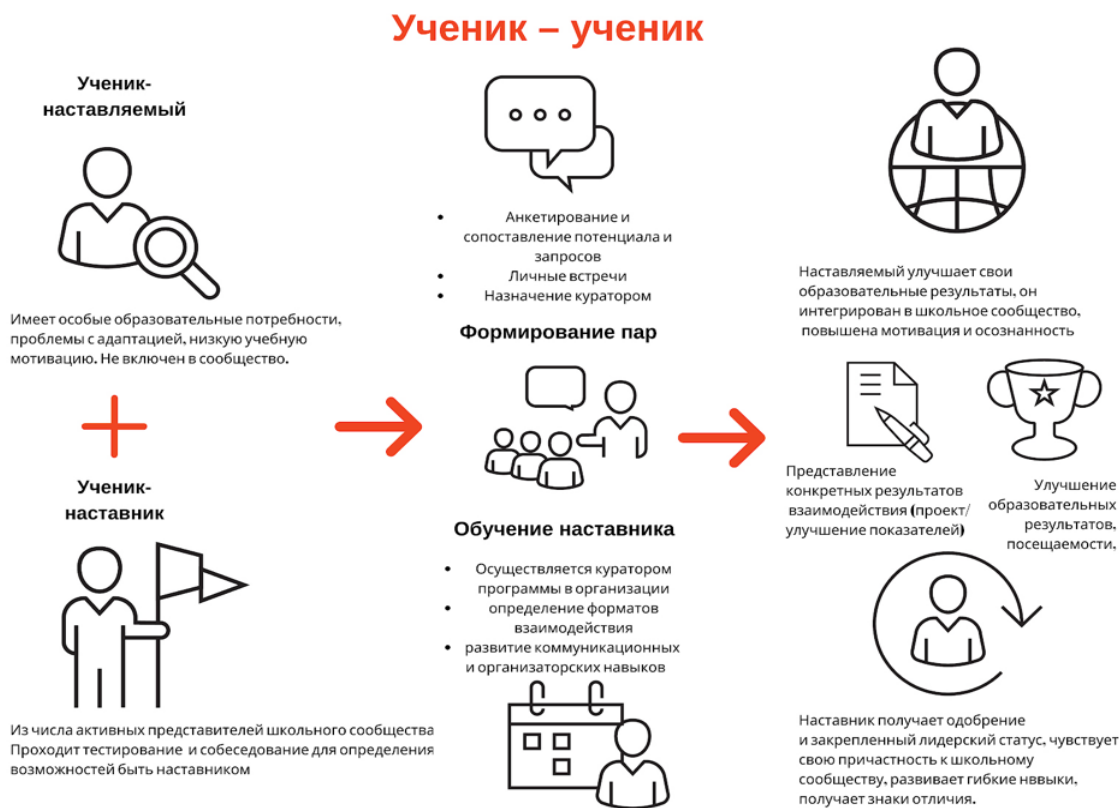 Ученик – ученик
Ученик-
наставляемый
Имеет особые образовательные потребности,
проблемы с адаптацией, низкую учебную
мотивацию. Не включен в сообщество.
Ученик-
наставник
Из числа активных представителей школьного сообщества
Проходит тестирование и собеседование для определения
возможностей быть наставником
• Анкетирование и
сопоставление потенциала и
запросов
• Личные встречи
• Назначение куратором
Формирование пар
Обучение наставника
• Осуществляется куратором
программы в организации
• определение форматов
взаимодействия
• развитие коммуникационных
и организаторских навыков
Наставляемый улучшает свои
образовательные результаты, он
интегрирован в школьное сообщество,
повышена мотивация и осознанность
Представление
конкретных результатов
взаимодействия (проект/
улучшение показателей)
Улучшение
образовательных
результатов,
посещаемости,
Наставник получает одобрение
и закрепленный лидерский статус, чувствует
свою причастность к школьному
сообществу, развивает гибкие нввыки,
получает знаки отличия.